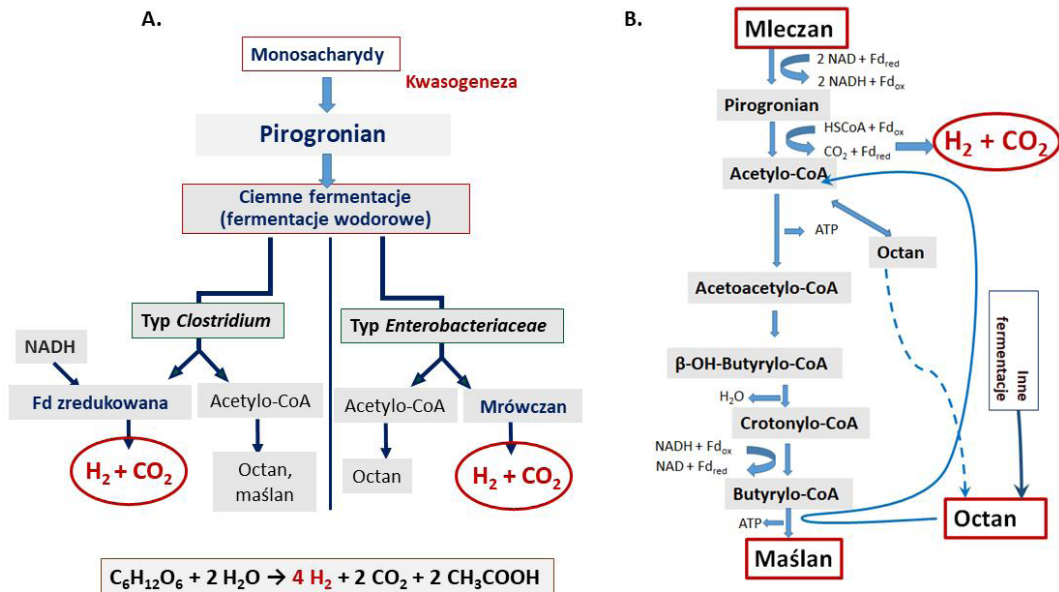 A.
Monosacharydy
Kwasogeneza
Pirogronian
Ciemne fermentacje
(fermentacje wodorowe)
Typ Clostridium
Typ Enterobacteriaceae
NADH
Fd zredukowana
Acetylo-CoA
Acetylo-CoA
Mrówczan
H₂ + CO₂
Octan,
maślan
Octan
H₂ + CO₂
C₆H₁₂O₆ + 2 H₂O → 4 H₂ + 2 CO₂ + 2 CH₃COOH
B.
Mleczan
2 NAD + Fdred
2 NADH + Fdox
Pirogronian
HSCoA + Fdox
CO₂ + Fdred
H₂ + CO₂
Acetylo-CoA
ATP
Octan
Acetoacetylo-CoA
Inne
fermentacje
β-OH-Butyrylo-CoA
H₂O
Crotonylo-CoA
NADH + Fdox
NAD + Fdred
Butyrylo-CoA
ATP
Octan
Maślan